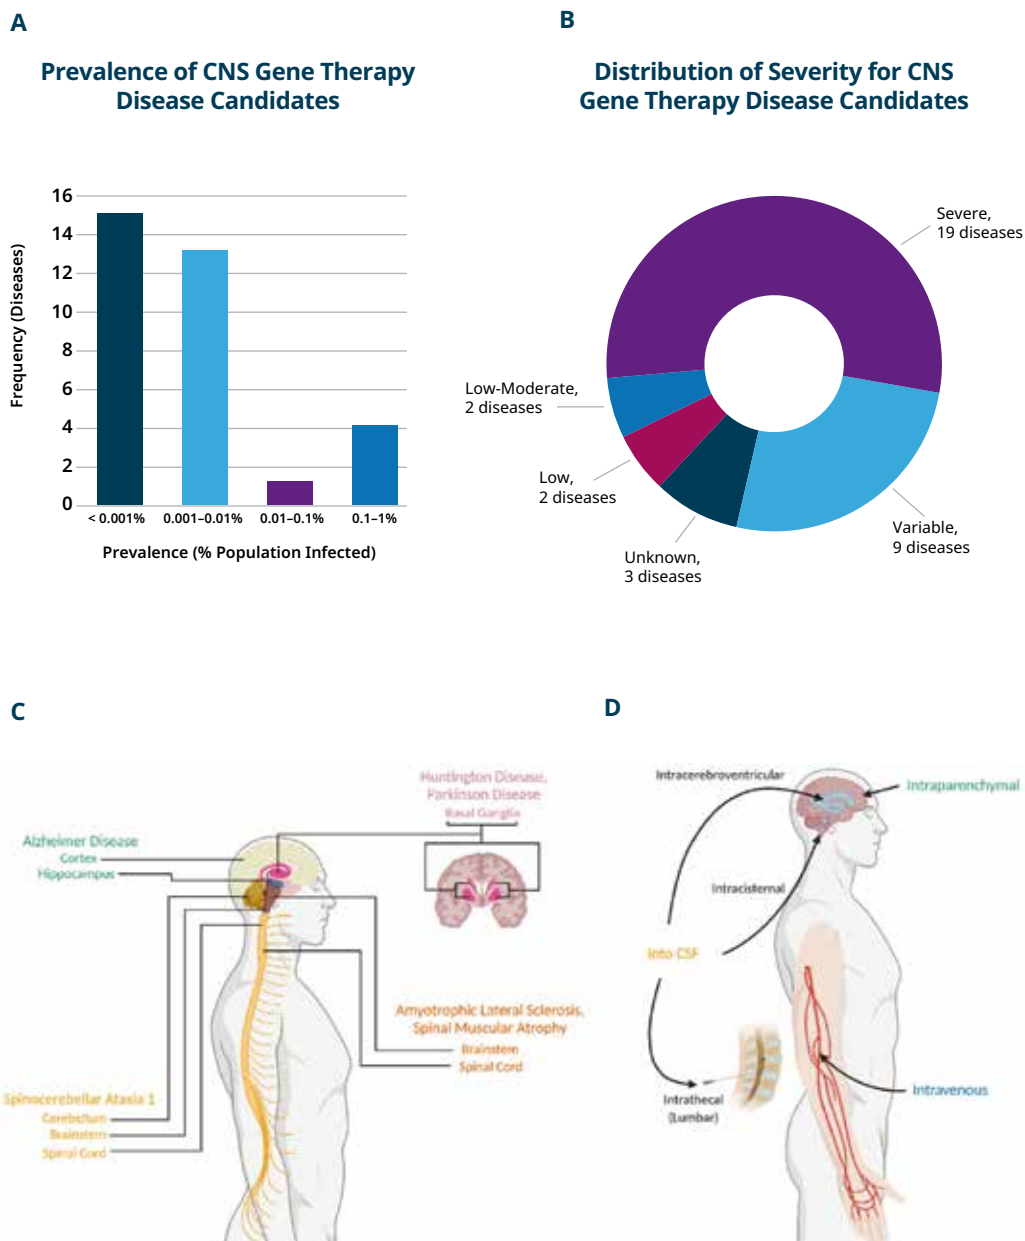 A
Prevalence of CNS Gene Therapy
Disease Candidates
16
14
12
10
8
6
4
2
0
Frequency (Diseases)
< 0.001%
0.001–0.01%
0.01–0.1%
0.1–1%
Prevalence (% Population Infected)
B
Distribution of Severity for CNS
Gene Therapy Disease Candidates
Severe,
19 diseases
Low-Moderate,
2 diseases
Low,
2 diseases
Unknown,
3 diseases
Variable,
9 diseases
C
Huntington Disease,
Parkinson Disease
Basal Ganglia
Alzheimer Disease
Cortex
Hippocampus
Amyotrophic Lateral Sclerosis,
Spinal Muscular Atrophy
Brainstem
Spinal Cord
Spinocerebellar Ataxia 1
Cerebellum
Brainstem
Spinal Cord
D
Intracerebroventricular
Intraparenchymal
Intracisternal
Into CSF
Intrathecal
(Lumbar)
Intravenous